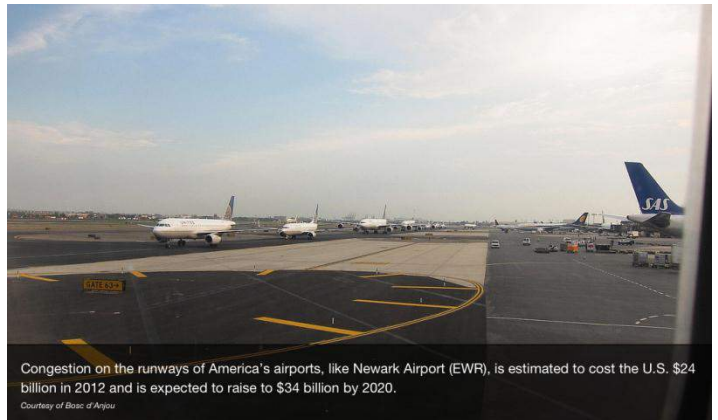 UNITED
SAS
GATE 63
Congestion on the runways of America's airports, like Newark Airport (EWR), is estimated to cost the U.S. $24
billion in 2012 and is expected to raise to $34 billion by 2020.
Courtesy of Bosc d'Anjou